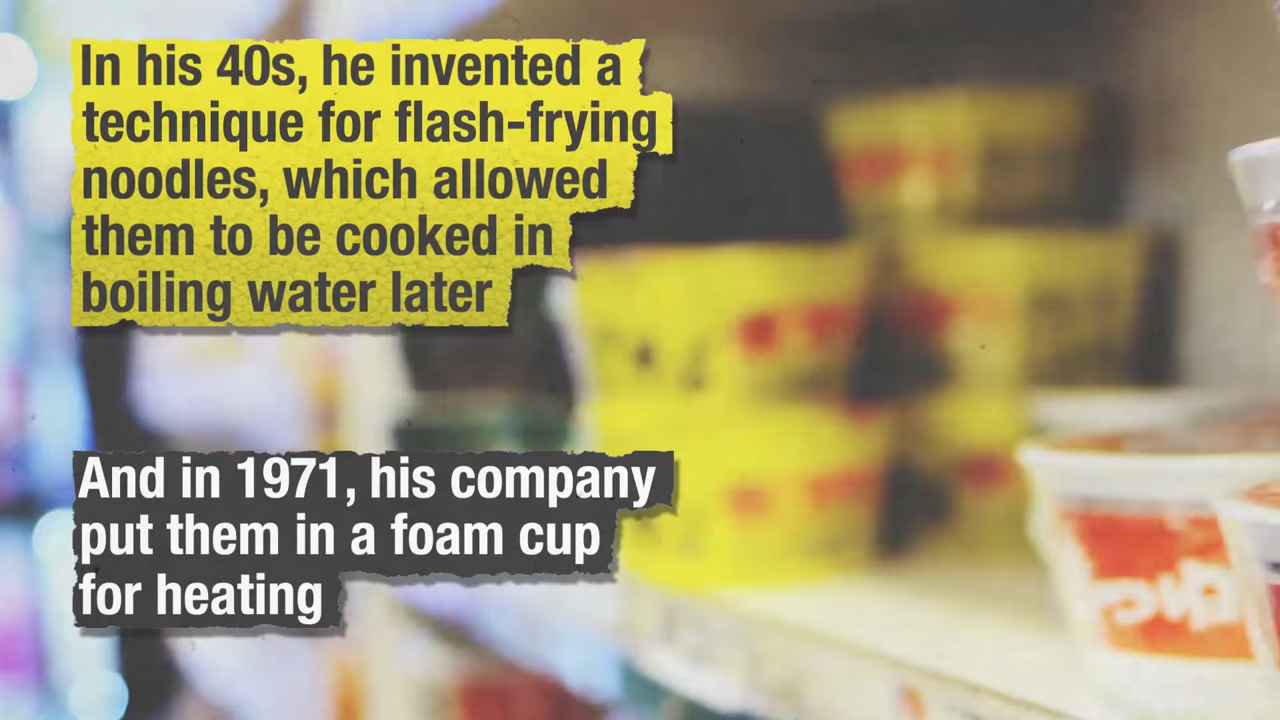 In his 40s, he invented a
technique for flash-frying
noodles, which allowed
them to be cooked in
boiling water later
And in 1971, his company
put them in a foam cup
for heating